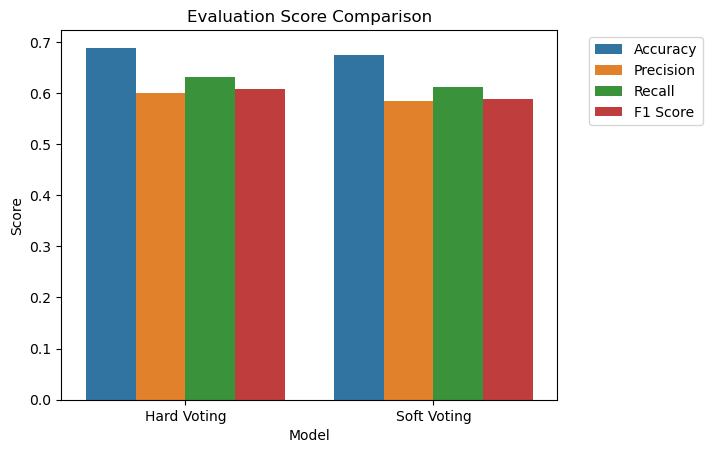 Evaluation Score Comparison
Accuracy
Precision
Recall
F1 Score
Score
0.7
0.6
0.5
0.4
0.3
0.2
0.1
0.0
Hard Voting
Soft Voting
Model